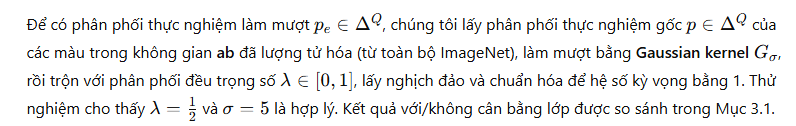 Để có phân phối thực nghiệm làm mượt $p_e \in \Delta^Q$, chúng tôi lấy phân phối thực nghiệm gốc $p \in \Delta^Q$ của
các màu trong không gian ab đã lượng tử hóa (từ toàn bộ ImageNet), làm mượt bằng Gaussian kernel $G_\sigma$,
rồi trộn với phân phối đều trọng số $\lambda \in [0, 1]$, lấy nghịch đảo và chuẩn hóa để hệ số kỳ vọng bằng 1. Thử
nghiệm cho thấy $\lambda = \frac{1}{2}$ và $\sigma = 5$ là hợp lý. Kết quả với/không cân bằng lớp được so sánh trong Mục 3.1.